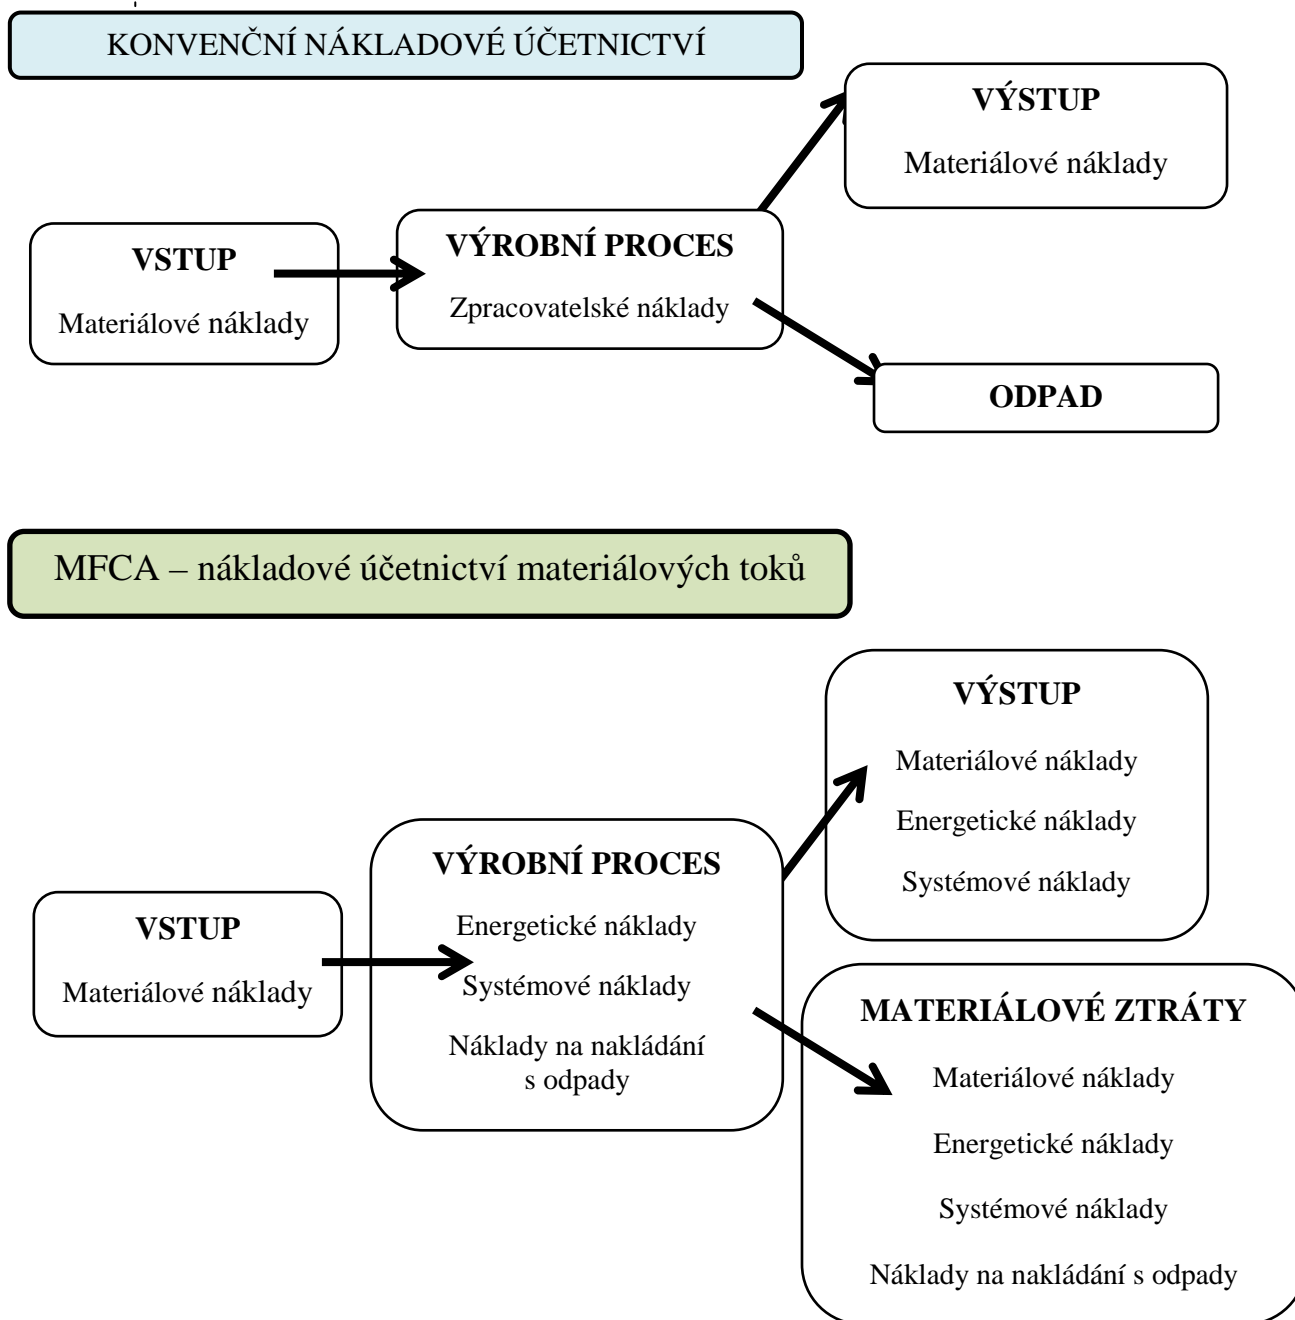 KONVENČNÍ NÁKLADOVÉ ÚČETNICTVÍ
VÝSTUP
Materiálové náklady
VSTUP
Materiálové náklady
VÝROBNÍ PROCES
Zpracovatelské náklady
ODPAD
MFCA – nákladové účetnictví materiálových toků
VÝSTUP
Materiálové náklady
Energetické náklady
Systémové náklady
VSTUP
Materiálové náklady
VÝROBNÍ PROCES
Energetické náklady
Systémové náklady
Náklady na nakládání
s odpady
MATERIÁLOVÉ ZTRÁTY
Materiálové náklady
Energetické náklady
Systémové náklady
Náklady na nakládání s odpady